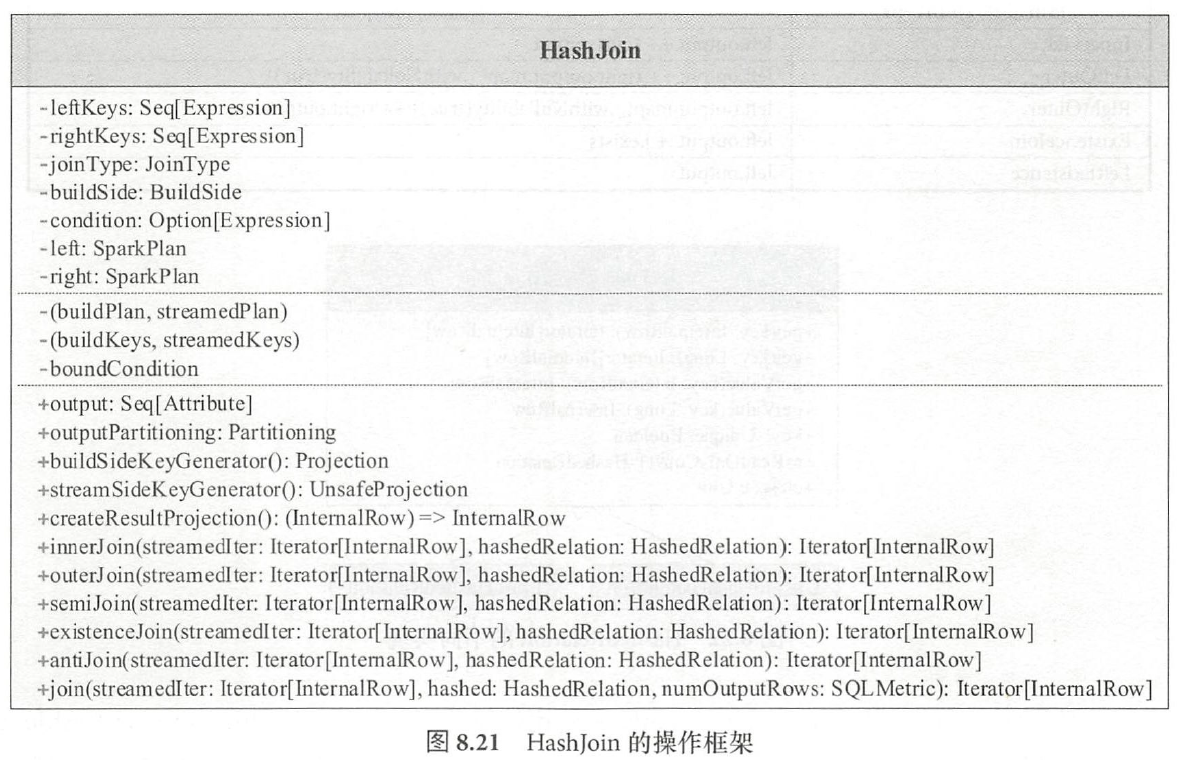 HashJoin
-leftKeys: Seq[Expression]
-rightKeys: Seq[Expression]
-joinType: JoinType
-buildSide: BuildSide
-condition: Option[Expression]
-left: SparkPlan
-right: SparkPlan
-(buildPlan, streamedPlan)
-(buildKeys, streamedKeys)
-boundCondition
+output: Seq[Attribute]
+outputPartitioning: Partitioning
+buildSideKeyGenerator(): Projection
+streamSideKeyGenerator(): UnsafeProjection
+createResultProjection(): (InternalRow) => InternalRow
+innerJoin(streamedIter: Iterator[InternalRow], hashedRelation: HashedRelation): Iterator[InternalRow]
+outerJoin(streamedIter: Iterator[InternalRow], hashedRelation: HashedRelation): Iterator[InternalRow]
+semiJoin(streamedIter: Iterator[InternalRow], hashedRelation: HashedRelation): Iterator[InternalRow]
+existenceJoin(streamedIter: Iterator[InternalRow], hashedRelation: HashedRelation): Iterator[InternalRow]
+antiJoin(streamedIter: Iterator[InternalRow], hashedRelation: HashedRelation): Iterator[InternalRow]
+join(streamedIter: Iterator[InternalRow], hashed: HashedRelation, numOutputRows: SQLMetric): Iterator[InternalRow]
图 8.21 HashJoin 的操作框架